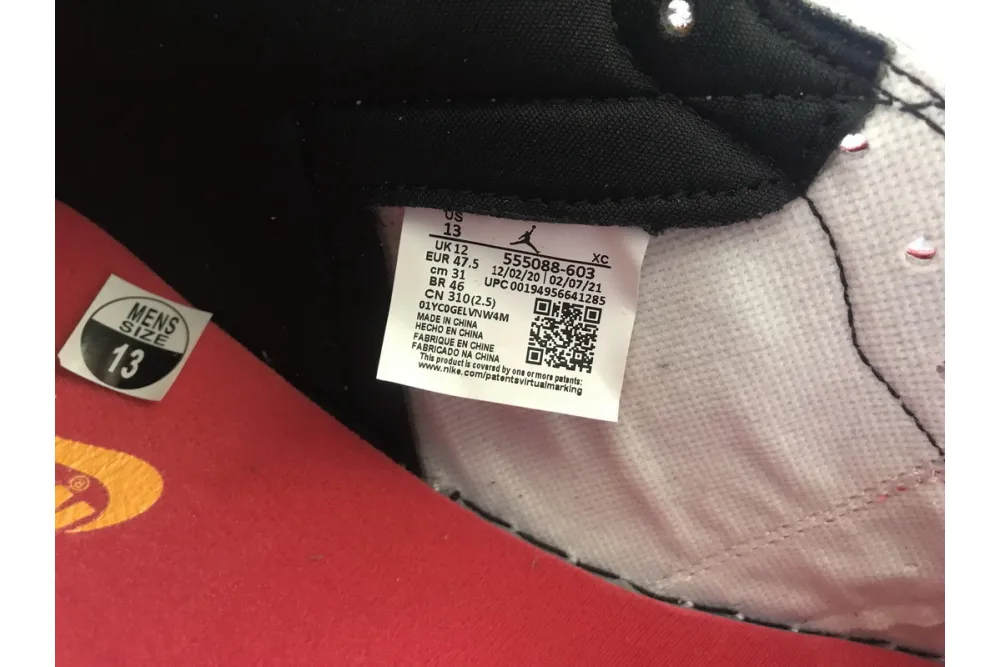 US
13
UK 12
EUR 47.5
cm 31
BR 46
CN 310(2.5)
01YC0GELVNW4M
MADE IN CHINA
HECHO EN CHINA
FABRIQUE EN CHINE
FABRICADO NA CHINA
This product is covered by one or more patents:
www.nike.com/patentsvirtualmarking
XC
555088-603
12/02/20 | 02/07/21
UPC 00194956641285
MENS
SIZE
13
®